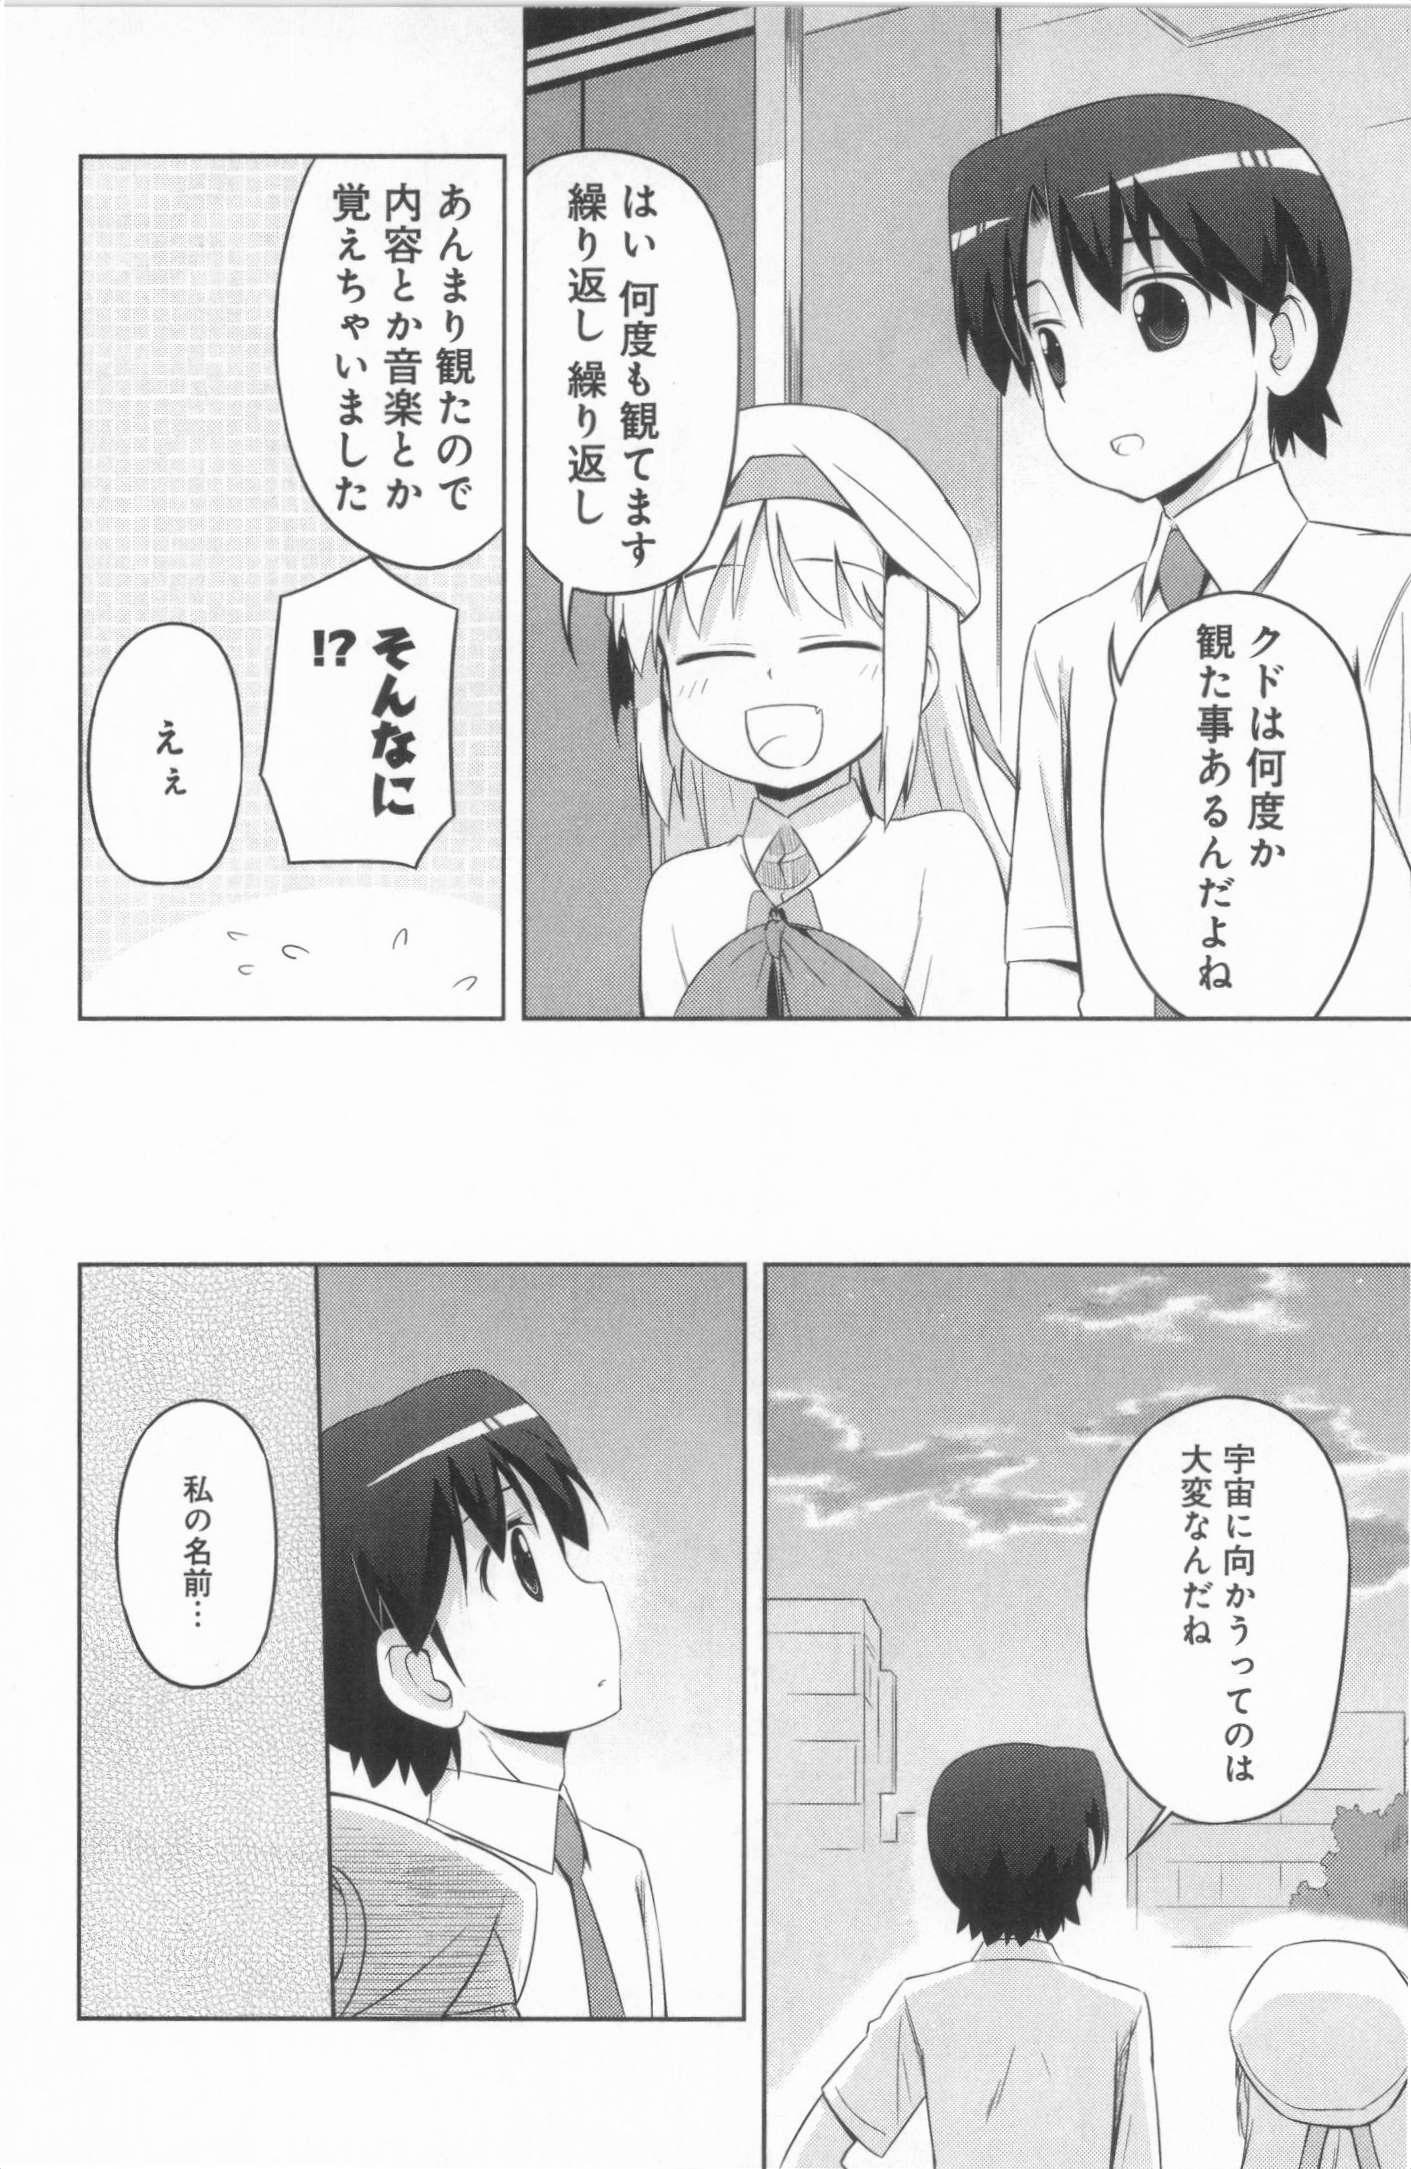 クドは何度か
観た事あるんだよね
はい 何度も観てます
繰り返し 繰り返し
あんまり観たので
内容とか音楽とか
覚えちゃいました
そんなに
!?
えぇ
宇宙に向かうってのは
大変なんだね
私の名前…